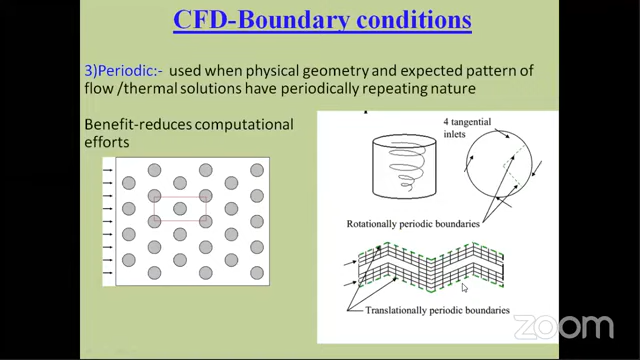 CFD-Boundary conditions
3)Periodic:- used when physical geometry and expected pattern of
flow /thermal solutions have periodically repeating nature
Benefit-reduces computational
efforts
4 tangential
inlets
Rotationally periodic boundaries
Translationally periodic boundaries
zoom